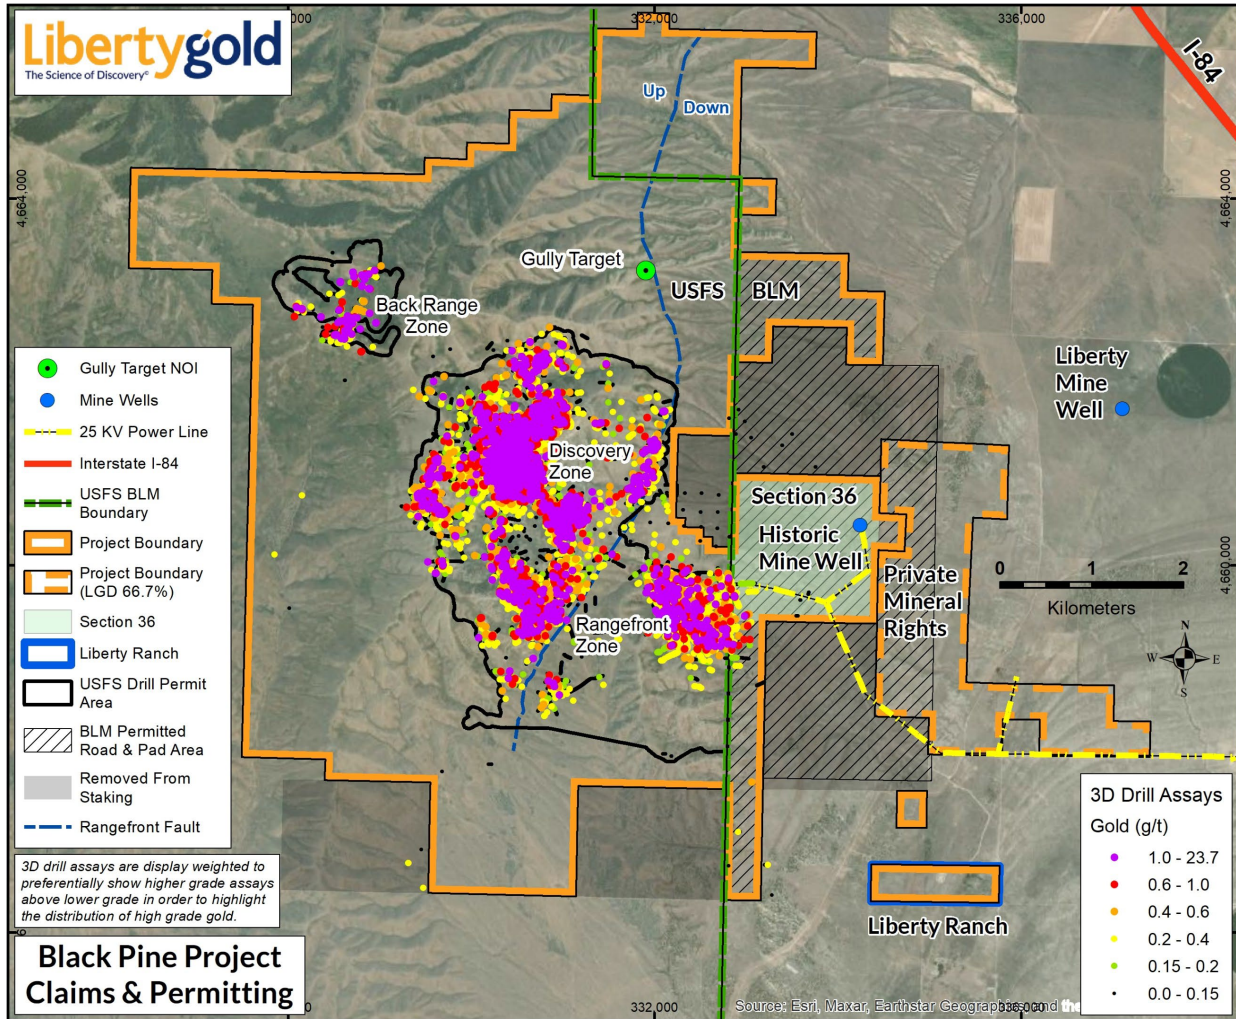 ,000
332,000
336,000
Libertygold
The Science of Discovery©
I-84
Up
Down
4,664,000
4,664,000
Gully Target
USFS
BLM
Back Range
Zone
Liberty
Mine
Well
Discovery
Zone
Section 36
Historic
Mine Well
Private
Mineral
Rights
Rangefront
Zone
4,660,000
0 1 2
Kilometers
N
W E
S
Gully Target NOI
Mine Wells
25 KV Power Line
Interstate I-84
USFS BLM
Boundary
Project Boundary
Project Boundary
(LGD 66.7%)
Section 36
Liberty Ranch
USFS Drill Permit
Area
BLM Permitted
Road & Pad Area
Removed From
Staking
Rangefront Fault
3D drill assays are display weighted to
preferentially show higher grade assays
above lower grade in order to highlight
the distribution of high grade gold.
Black Pine Project
Claims & Permitting
Liberty Ranch
3D Drill Assays
Gold (g/t)
1.0 - 23.7
0.6 - 1.0
0.4 - 0.6
0.2 - 0.4
0.15 - 0.2
0.0 - 0.15
332,000
336,000
Source: Esri, Maxar, Earthstar Geographics, and the